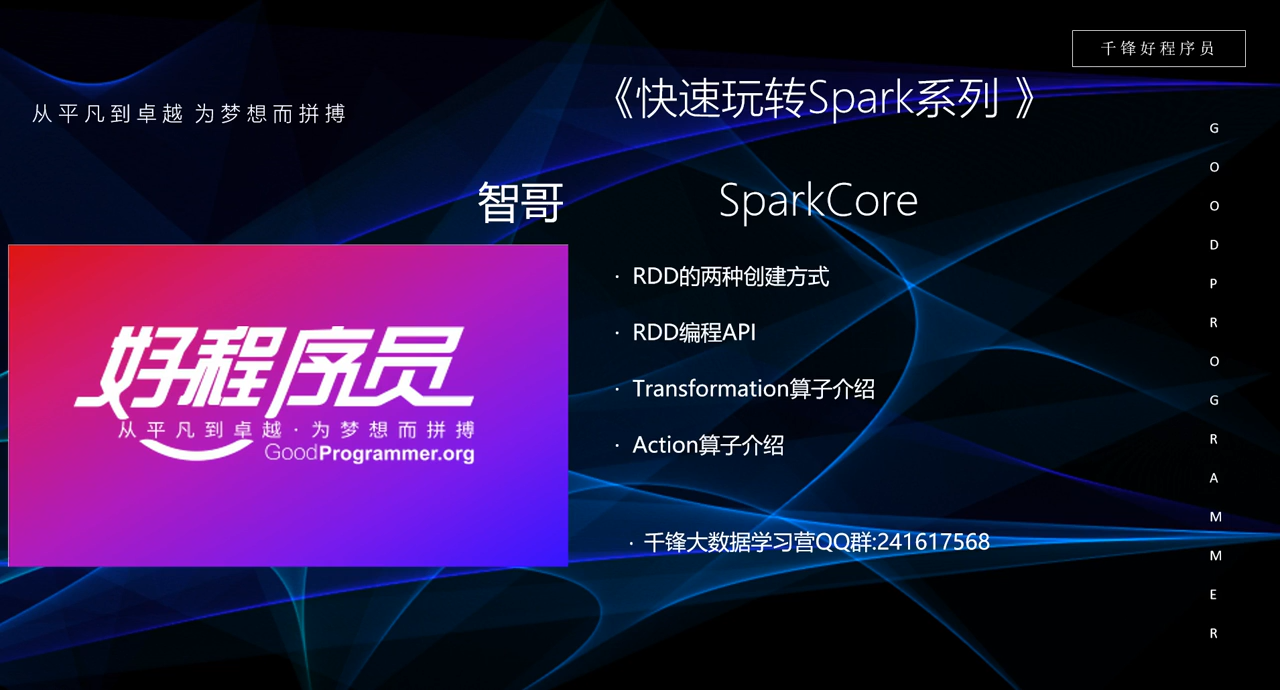 千锋好程序员
从平凡到卓越 为梦想而拼搏
《快速玩转Spark系列 》
智哥
SparkCore
· RDD的两种创建方式
· RDD编程API
· Transformation算子介绍
· Action算子介绍
· 千锋大数据学习营QQ群:241617568
好程序员
从平凡到卓越·为梦想而拼搏
GoodProgrammer.org
GOODPROGRAMMER